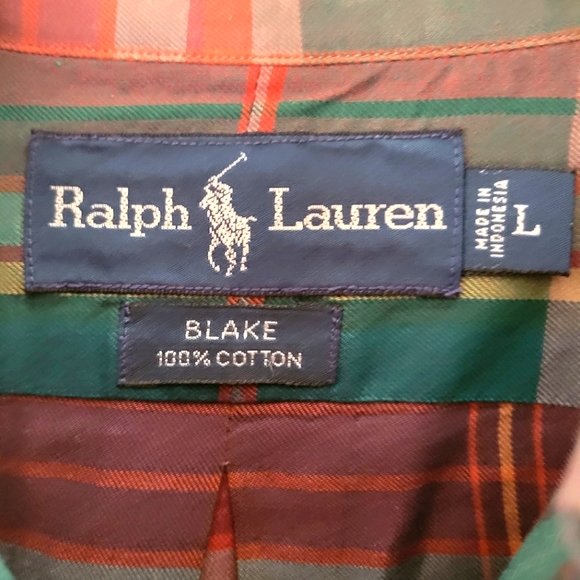 Ralph Lauren
MADE IN
INDONESIA
L
BLAKE
100% COTTON